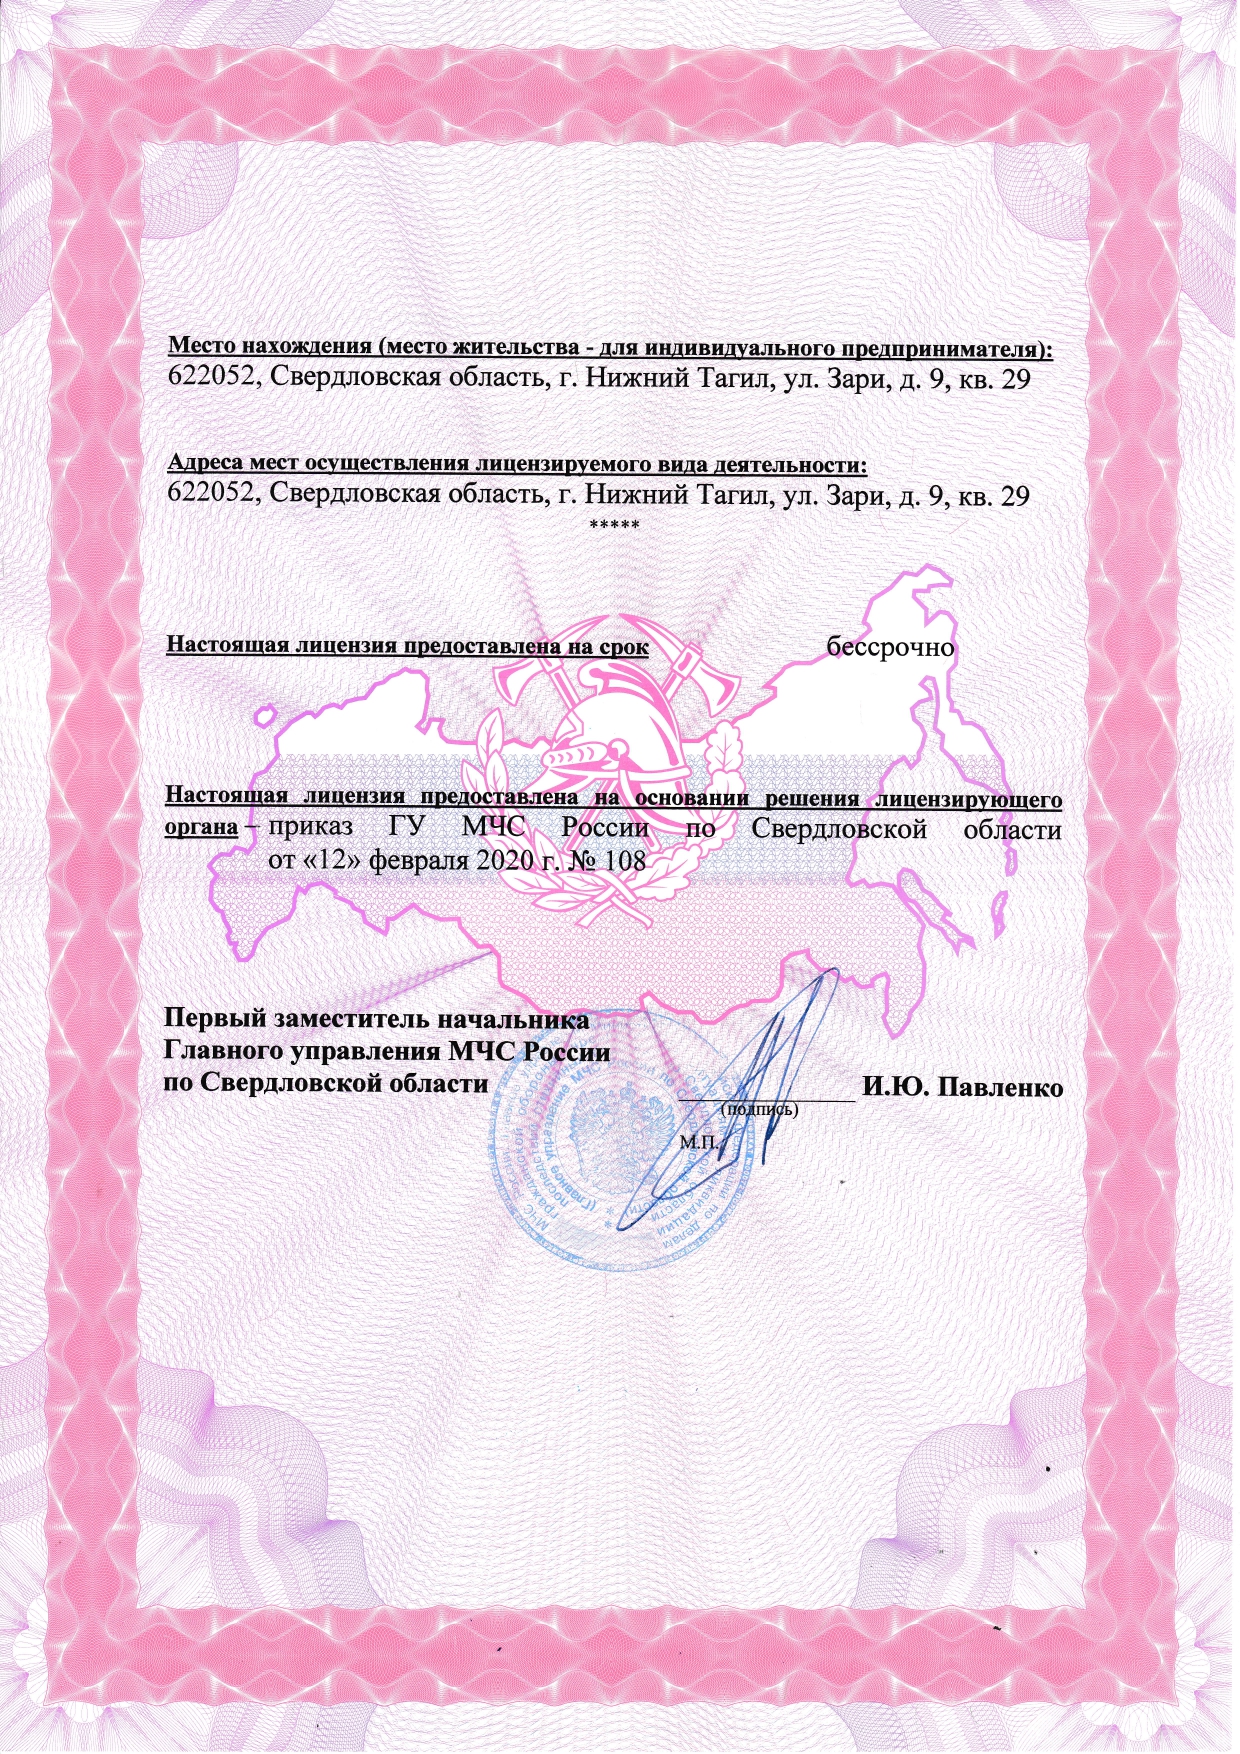 Место нахождения (место жительства - для индивидуального предпринимателя):
622052, Свердловская область, г. Нижний Тагил, ул. Зари, д. 9, кв. 29
Адреса мест осуществления лицензируемого вида деятельности:
622052, Свердловская область, г. Нижний Тагил, ул. Зари, д. 9, кв. 29
*****
Настоящая лицензия предоставлена на срок бессрочно
Настоящая лицензия предоставлена на основании решения лицензирующего
органа – приказ ГУ МЧС России по Свердловской области
от «12» февраля 2020 г. № 108
Первый заместитель начальника
Главного управления МЧС России
по Свердловской области И.Ю. Павленко
(подпись)
М.П.